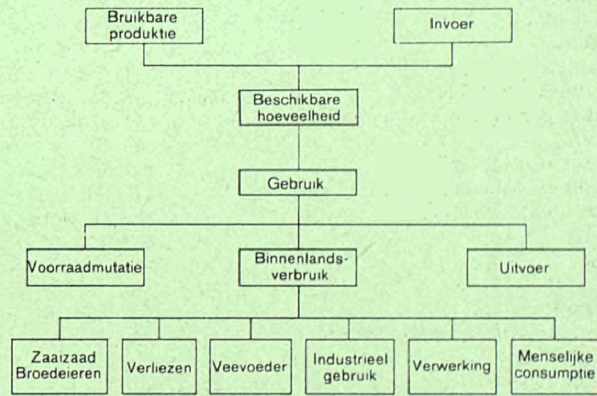 Bruikbare
produktie
Invoer
Beschikbare
hoeveelheid
Gebruik
Voorraadmutatie
Binnenlands-
verbruik
Uitvoer
Zaaizaad
Broedeieren
Verliezen
Veevoeder
Industrieel
gebruik
Verwerking
Menselijke
consumptie